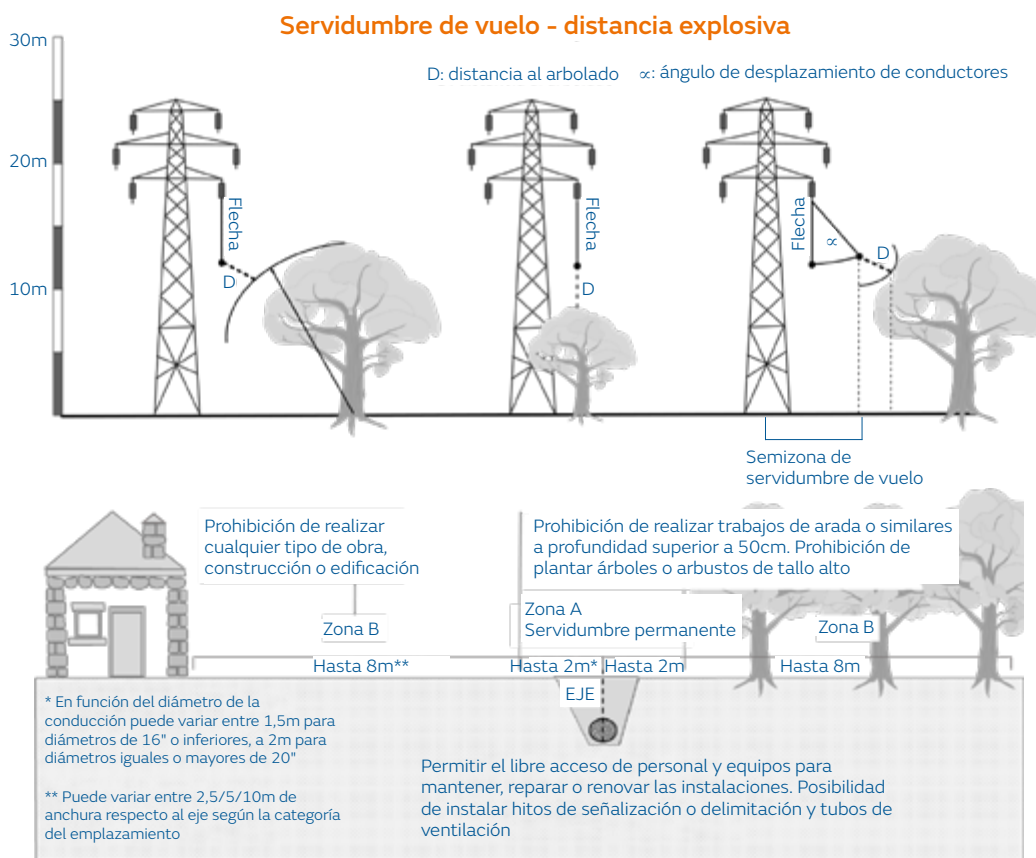 Servidumbre de vuelo - distancia explosiva
30m
D: distancia al arbolado
∝: ángulo de desplazamiento de conductores
20m
10m
Flecha
D
Flecha
D
Flecha
∝
D
Semizona de
servidumbre de vuelo
Prohibición de realizar
cualquier tipo de obra,
construcción o edificación
Prohibición de realizar trabajos de arada o similares
a profundidad superior a 50cm. Prohibición de
plantar árboles o arbustos de tallo alto
Zona B
Zona A
Servidumbre permanente
Zona B
Hasta 8m**
Hasta 2m*
Hasta 2m
Hasta 8m
EJE
* En función del diámetro de la
conducción puede variar entre 1,5m para
diámetros de 16" o inferiores, a 2m para
diámetros iguales o mayores de 20"
** Puede variar entre 2,5/5/10m de
anchura respecto al eje según la categoría
del emplazamiento
Permitir el libre acceso de personal y equipos para
mantener, reparar o renovar las instalaciones. Posibilidad
de instalar hitos de señalización o delimitación y tubos de
ventilación